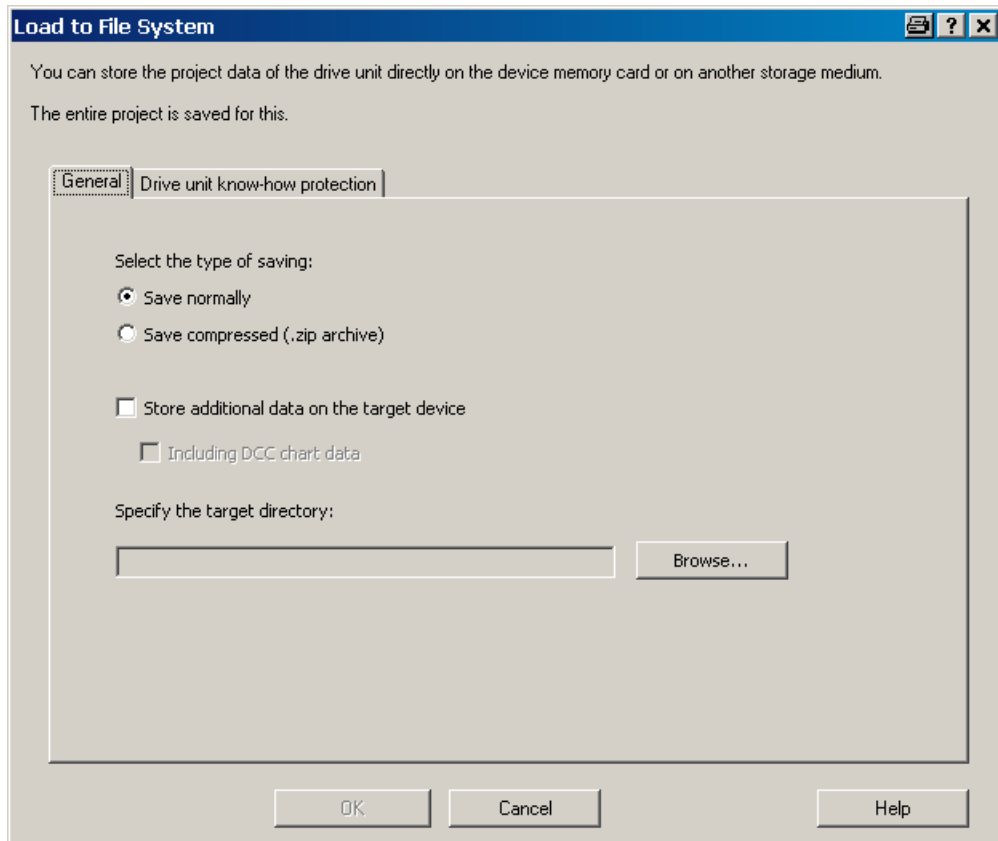 Load to File System
?
You can store the project data of the drive unit directly on the device memory card or on another storage medium.
The entire project is saved for this.
General Drive unit know-how protection
Select the type of saving:
Save normally
Save compressed (.zip archive)
Store additional data on the target device
Including DCC chart data
Specify the target directory:
Browse...
OK Cancel Help